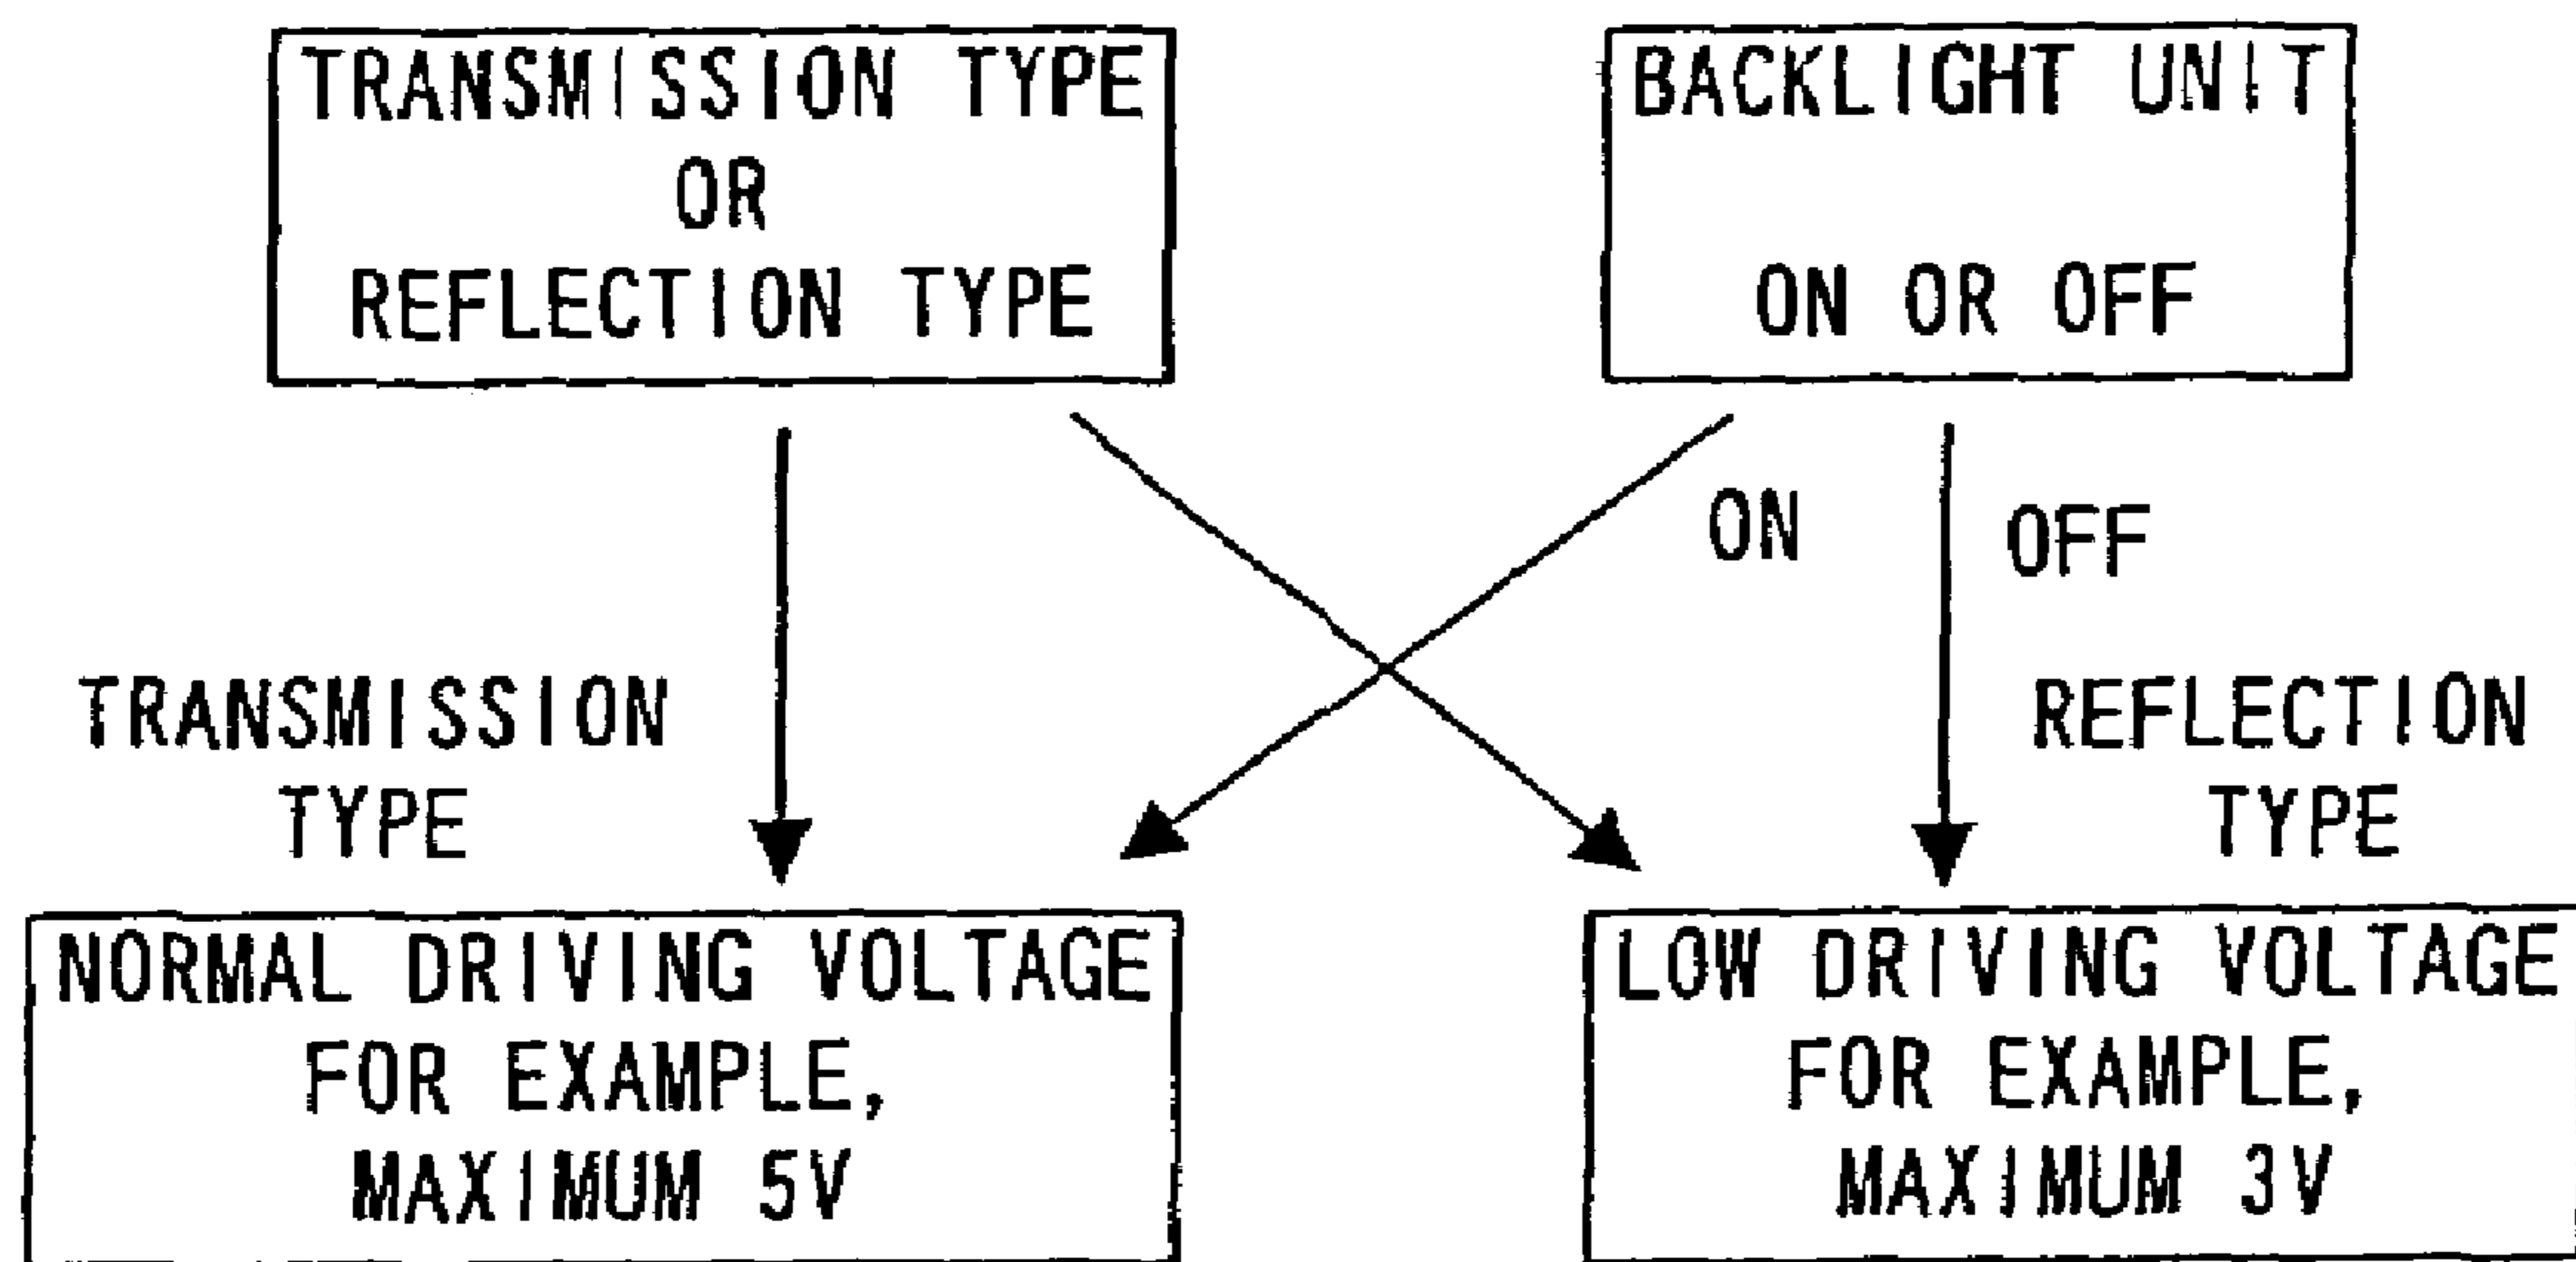 TRANSMISSION TYPE
OR
REFLECTION TYPE
BACKLIGHT UNIT
ON OR OFF
ON
OFF
TRANSMISSION
TYPE
REFLECTION
TYPE
NORMAL DRIVING VOLTAGE
FOR EXAMPLE,
MAXIMUM 5V
LOW DRIVING VOLTAGE
FOR EXAMPLE,
MAXIMUM 3V